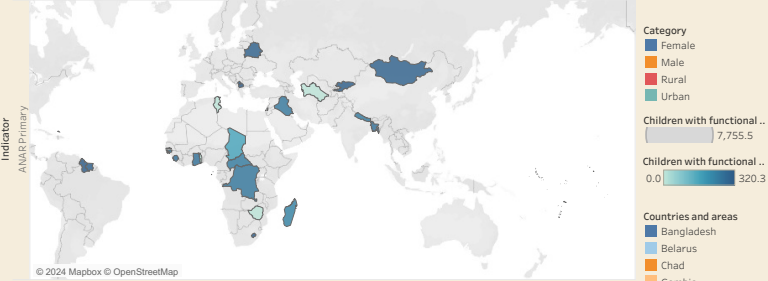 Indicator
ANAR Primary
© 2024 Mapbox © OpenStreetMap
Category
Female
Male
Rural
Urban
Children with functional ..
7,755.5
Children with functional ..
0.0
320.3
Countries and areas
Bangladesh
Belarus
Chad